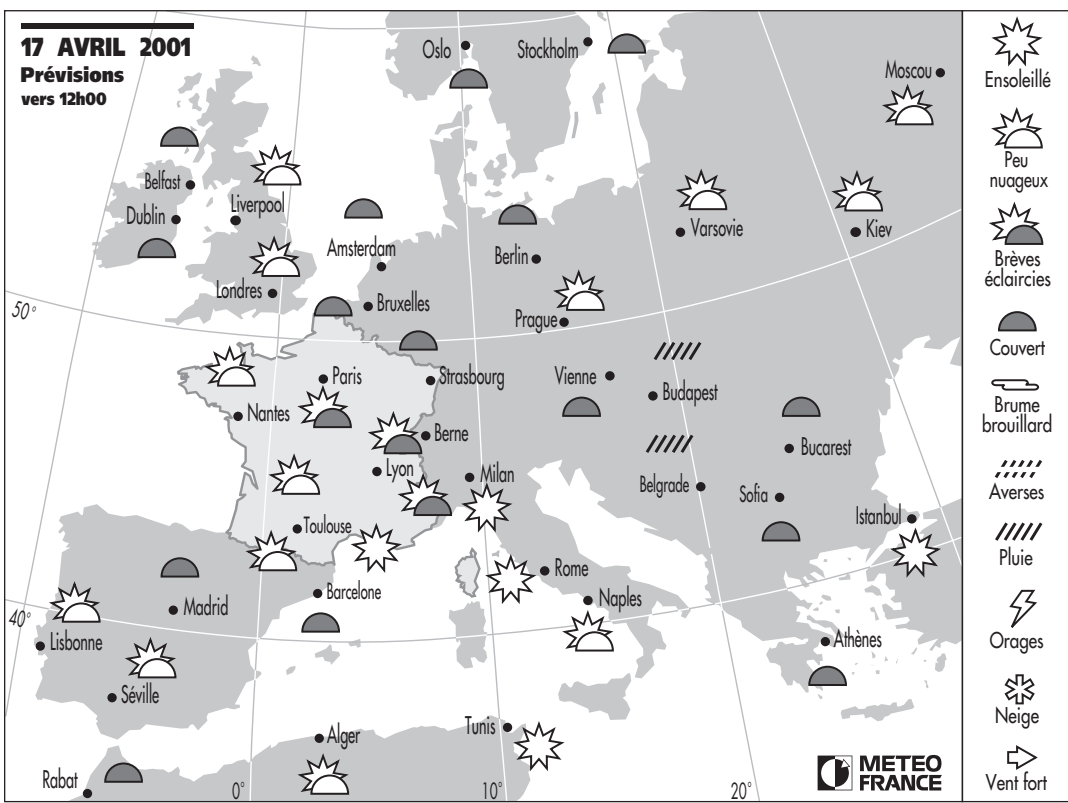 17 AVRIL 2001
Prévisions
vers 12h00
Oslo
Stockholm
Moscou
Belfast
Dublin
Liverpool
Varsovie
Kiev
Amsterdam
Berlin
Londres
Bruxelles
50°
Prague
Paris
Strasbourg
Vienne
Budapest
Nantes
Berne
Bucarest
Lyon
Milan
Belgrade
Sofia
Istanbul
Toulouse
Rome
Barcelone
Naples
Madrid
40°
Lisbonne
Athènes
Séville
Tunis
Alger
Rabat
0°
10°
20°
METEO
FRANCE
Ensoleillé
Peu
nuageux
Brèves
éclaircies
Couvert
Brume
brouillard
Averses
Pluie
Orages
Neige
Vent fort